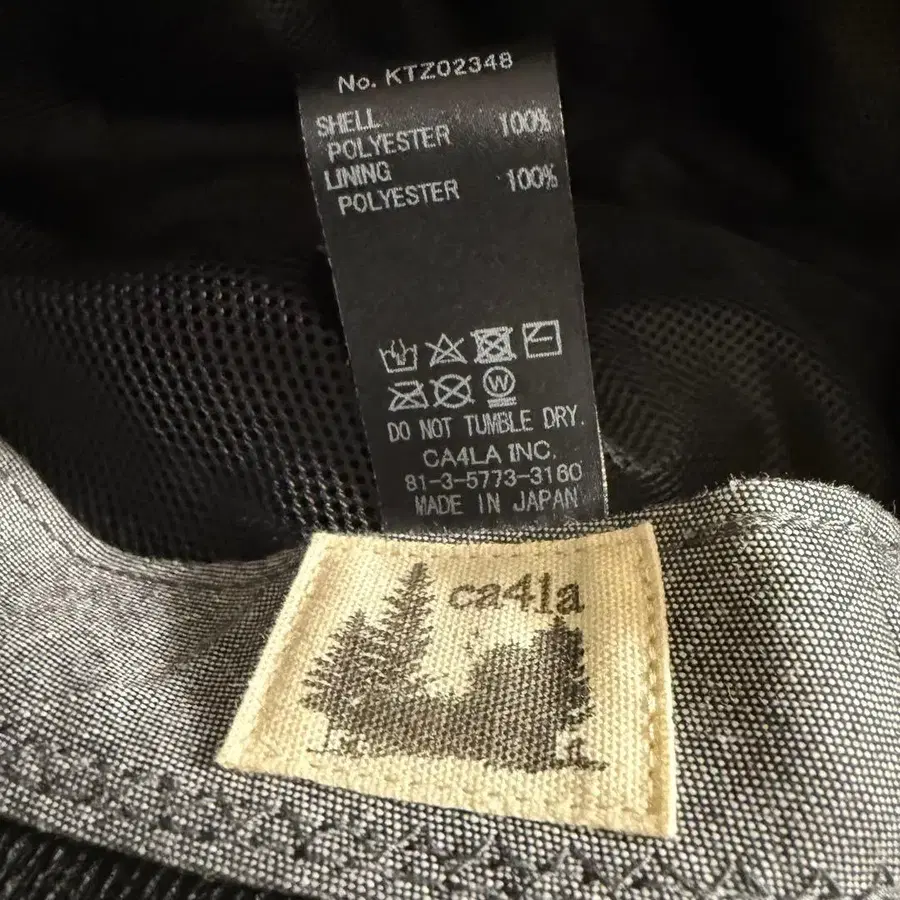 No. KTZ02348
SHELL
POLYESTER 100%
LINING
POLYESTER 100%
W
DO NOT TUMBLE DRY.
CA4LA INC.
81-3-5773-3160
MADE IN JAPAN
ca4la